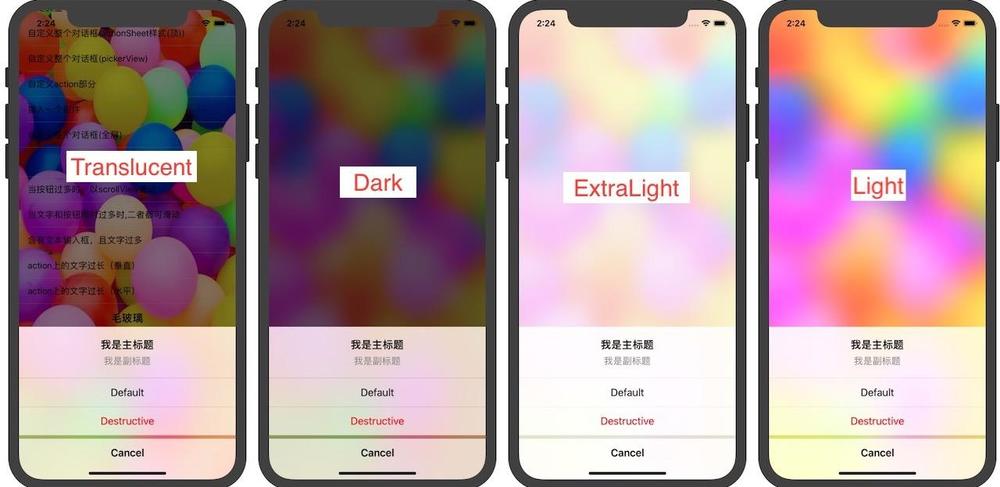 2:24
自定义整个对话框(actionSheet样式(顶))
自定义整个对话框(pickerView)
自定义action部分
插入一个组件
自定义整个对话框(全屏)
Translucent
当按钮过多时，以scrollView
当文字和按钮同时过多时,二者都可滑动
含有文本输入框，且文字过多
action上的文字过长（垂直）
action上的文字过长（水平）
毛玻璃
我是主标题
我是副标题
Default
Destructive
Cancel
2:24
Dark
我是主标题
我是副标题
Default
Destructive
Cancel
2:24
ExtraLight
我是主标题
我是副标题
Default
Destructive
Cancel
2:24
Light
我是主标题
我是副标题
Default
Destructive
Cancel